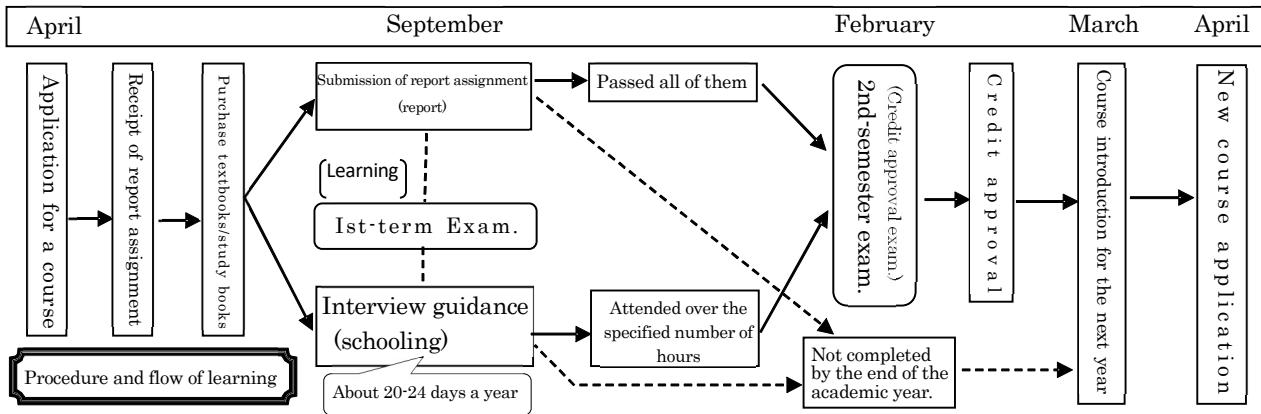 April
September
February
March
April
Application for a course
Receipt of report assignment
Purchase textbooks/study books
Submission of report assignment
(report)
Passed all of them
[Learning]
Ist-term Exam.
Interview guidance
(schooling)
About 20-24 days a year
Attended over the
specified number of
hours
(Credit approval exam.)
2nd-semester exam.
Not completed
by the end of the
academic year.
Credit approval
Course introduction for the next year
New course application
Procedure and flow of learning